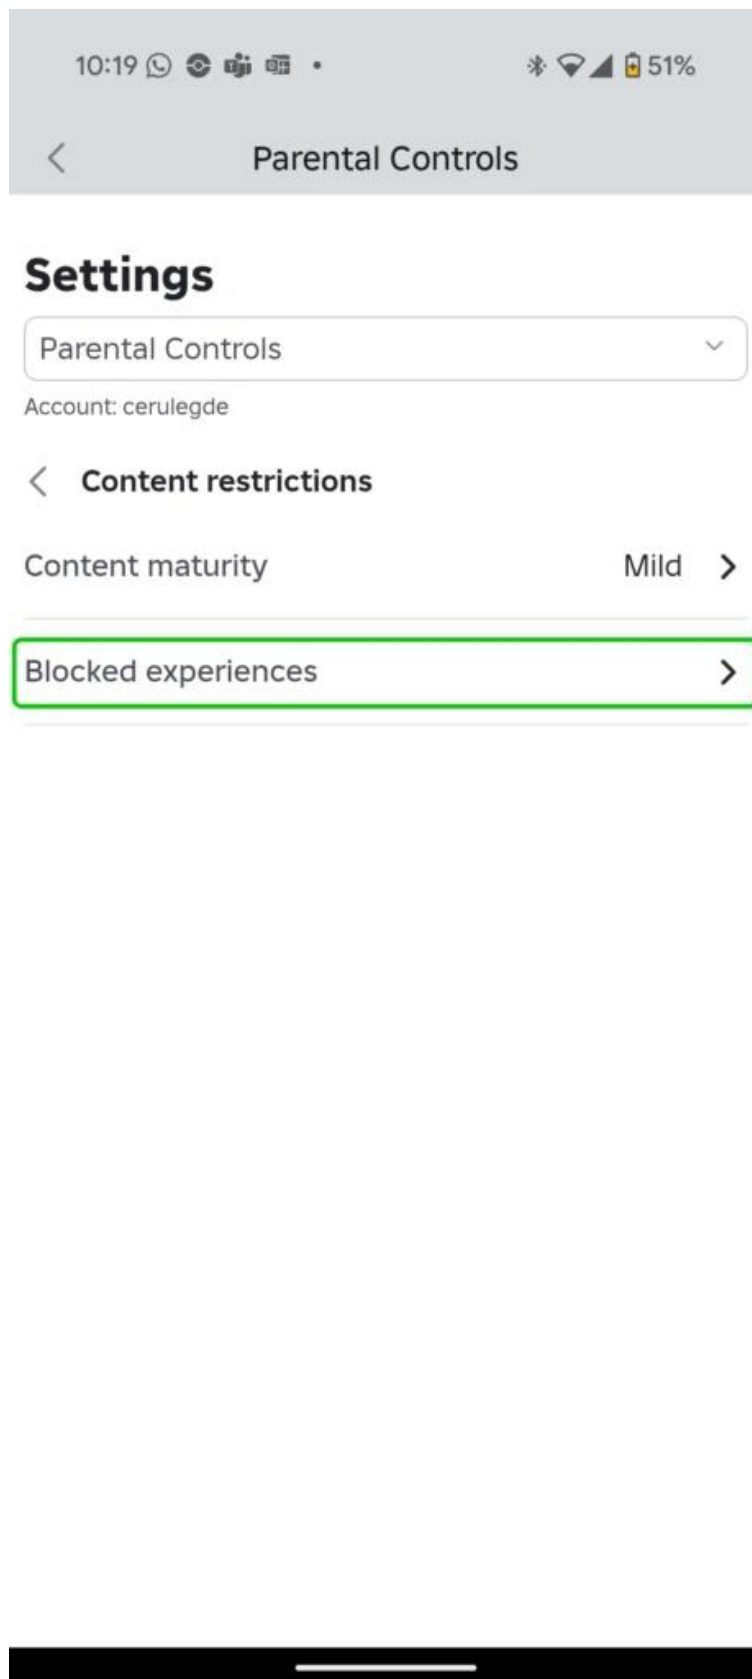 10:19 51%
Parental Controls
Settings
Parental Controls
Account: cerulegde
Content restrictions
Content maturity Mild
Blocked experiences